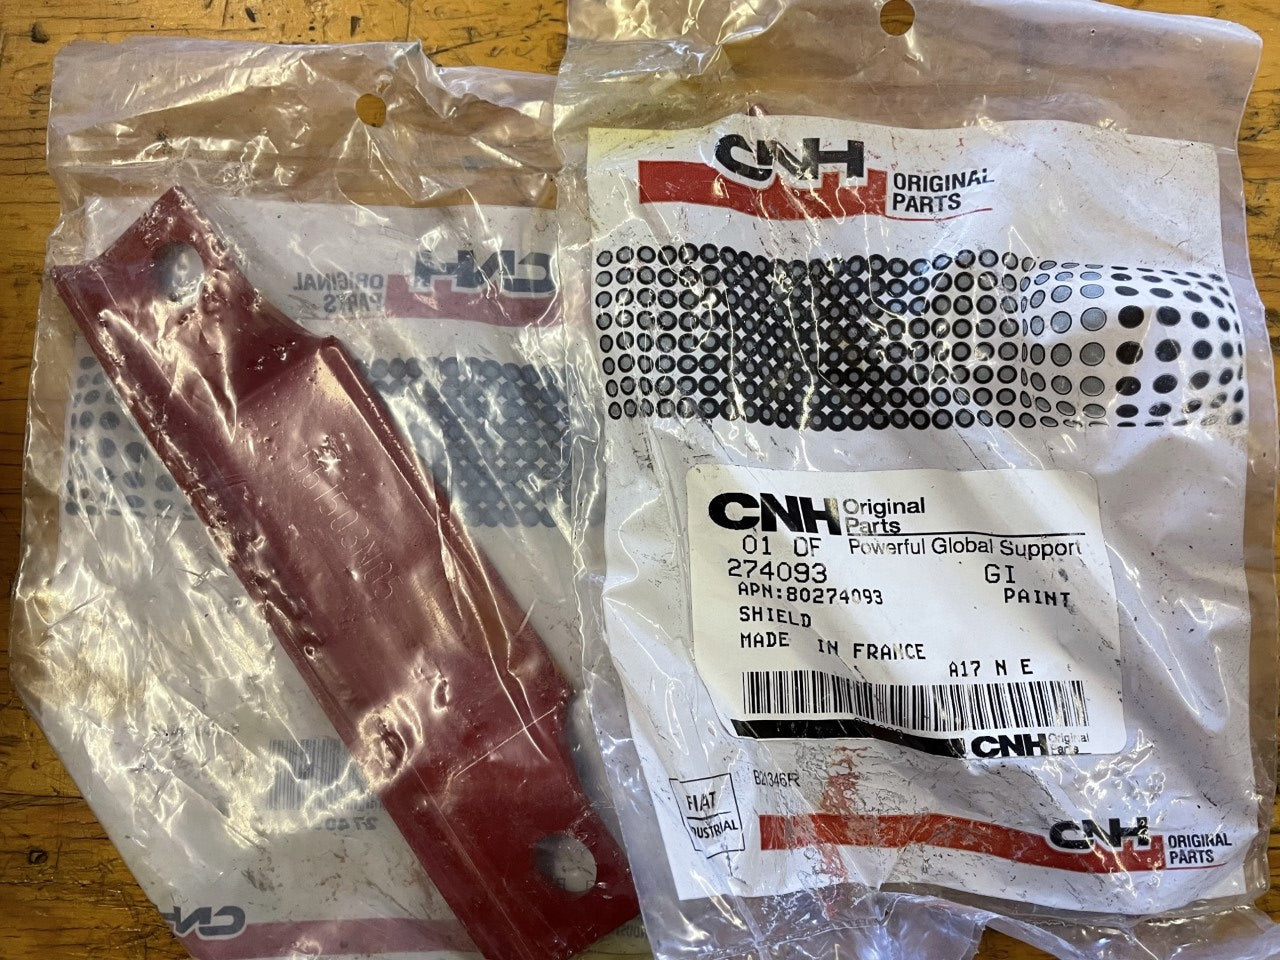 CNH
ORIGINAL
PARTS
CNH
ORIGINAL
PARTS
CNH Original
Parts
01 OF Powerful Global Support
274093 GI
APN:80274093 PAINT
SHIELD
MADE IN FRANCE
A17 N E
CNH Original
Parts
FIAT
CNH
ORIGINAL
PARTS
CNH